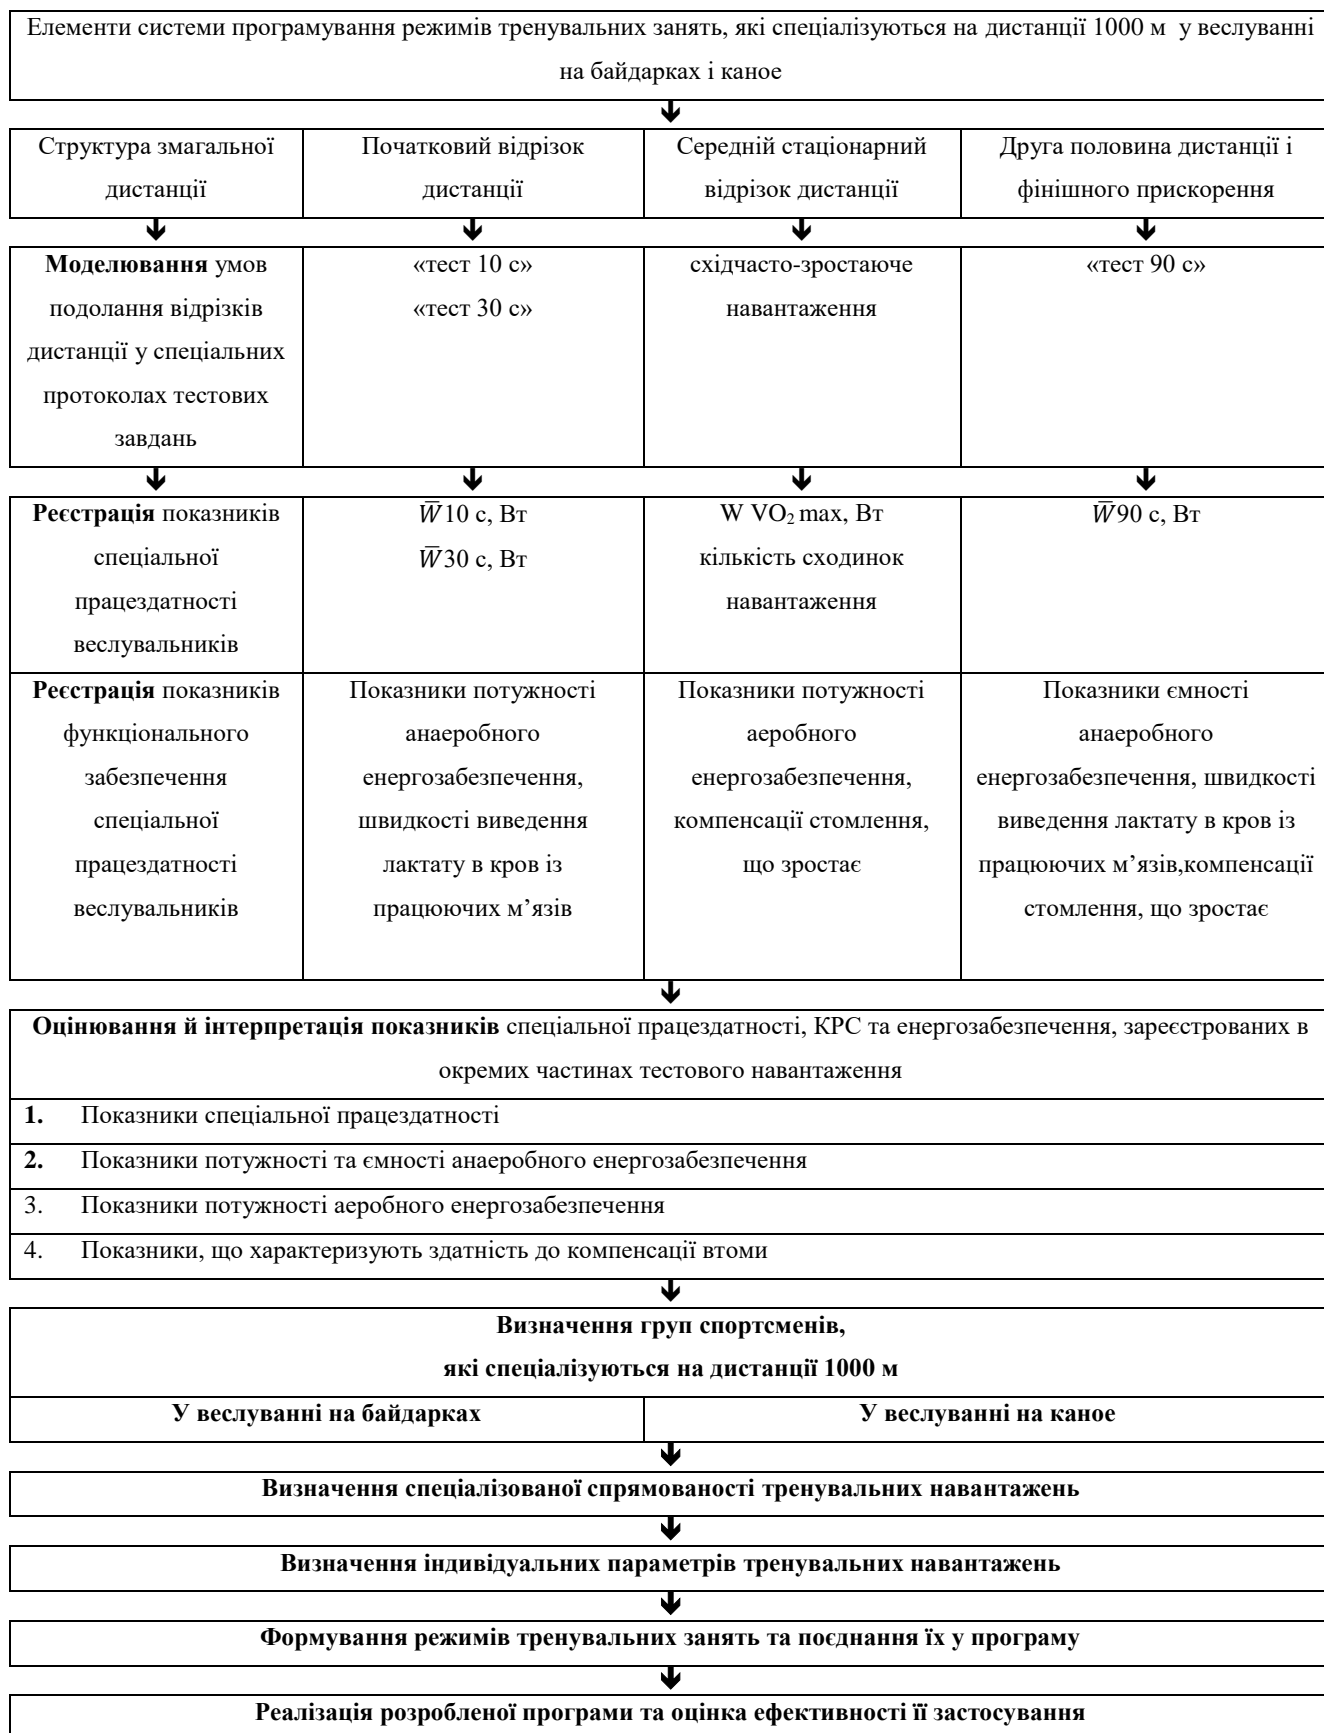 Елементи системи програмування режимів тренувальних занять, які спеціалізуються на дистанції 1000 м у веслуванні
на байдарках і каное
Структура змагальної
дистанції
Початковий відрізок
дистанції
Середній стаціонарний
відрізок дистанції
Друга половина дистанції і
фінішного прискорення
Моделювання умов
подолання відрізків
дистанції у спеціальних
протоколах тестових
завдань
«тест 10 с»
«тест 30 с»
східчасто-зростаюче
навантаження
«тест 90 с»
Реєстрація показників
спеціальної
працездатності
веслувальників
W̅10 с, Вт
W̅30 с, Вт
W VO₂ max, Вт
кількість сходинок
навантаження
W̅90 с, Вт
Реєстрація показників
функціонального
забезпечення
спеціальної
працездатності
веслувальників
Показники потужності
анаеробного
енергозабезпечення,
швидкості виведення
лактату в кров із
працюючих м’язів
Показники потужності
аеробного
енергозабезпечення,
компенсації стомлення,
що зростає
Показники ємності
анаеробного
енергозабезпечення, швидкості
виведення лактату в кров із
працюючих м’язів,компенсації
стомлення, що зростає
Оцінювання й інтерпретація показників спеціальної працездатності, КРС та енергозабезпечення, зареєстрованих в
окремих частинах тестового навантаження
1. Показники спеціальної працездатності
2. Показники потужності та ємності анаеробного енергозабезпечення
3. Показники потужності аеробного енергозабезпечення
4. Показники, що характеризують здатність до компенсації втоми
Визначення груп спортсменів,
які спеціалізуються на дистанції 1000 м
У веслуванні на байдарках
У веслуванні на каное
Визначення спеціалізованої спрямованості тренувальних навантажень
Визначення індивідуальних параметрів тренувальних навантажень
Формування режимів тренувальних занять та поєднання їх у програму
Реалізація розробленої програми та оцінка ефективності її застосування